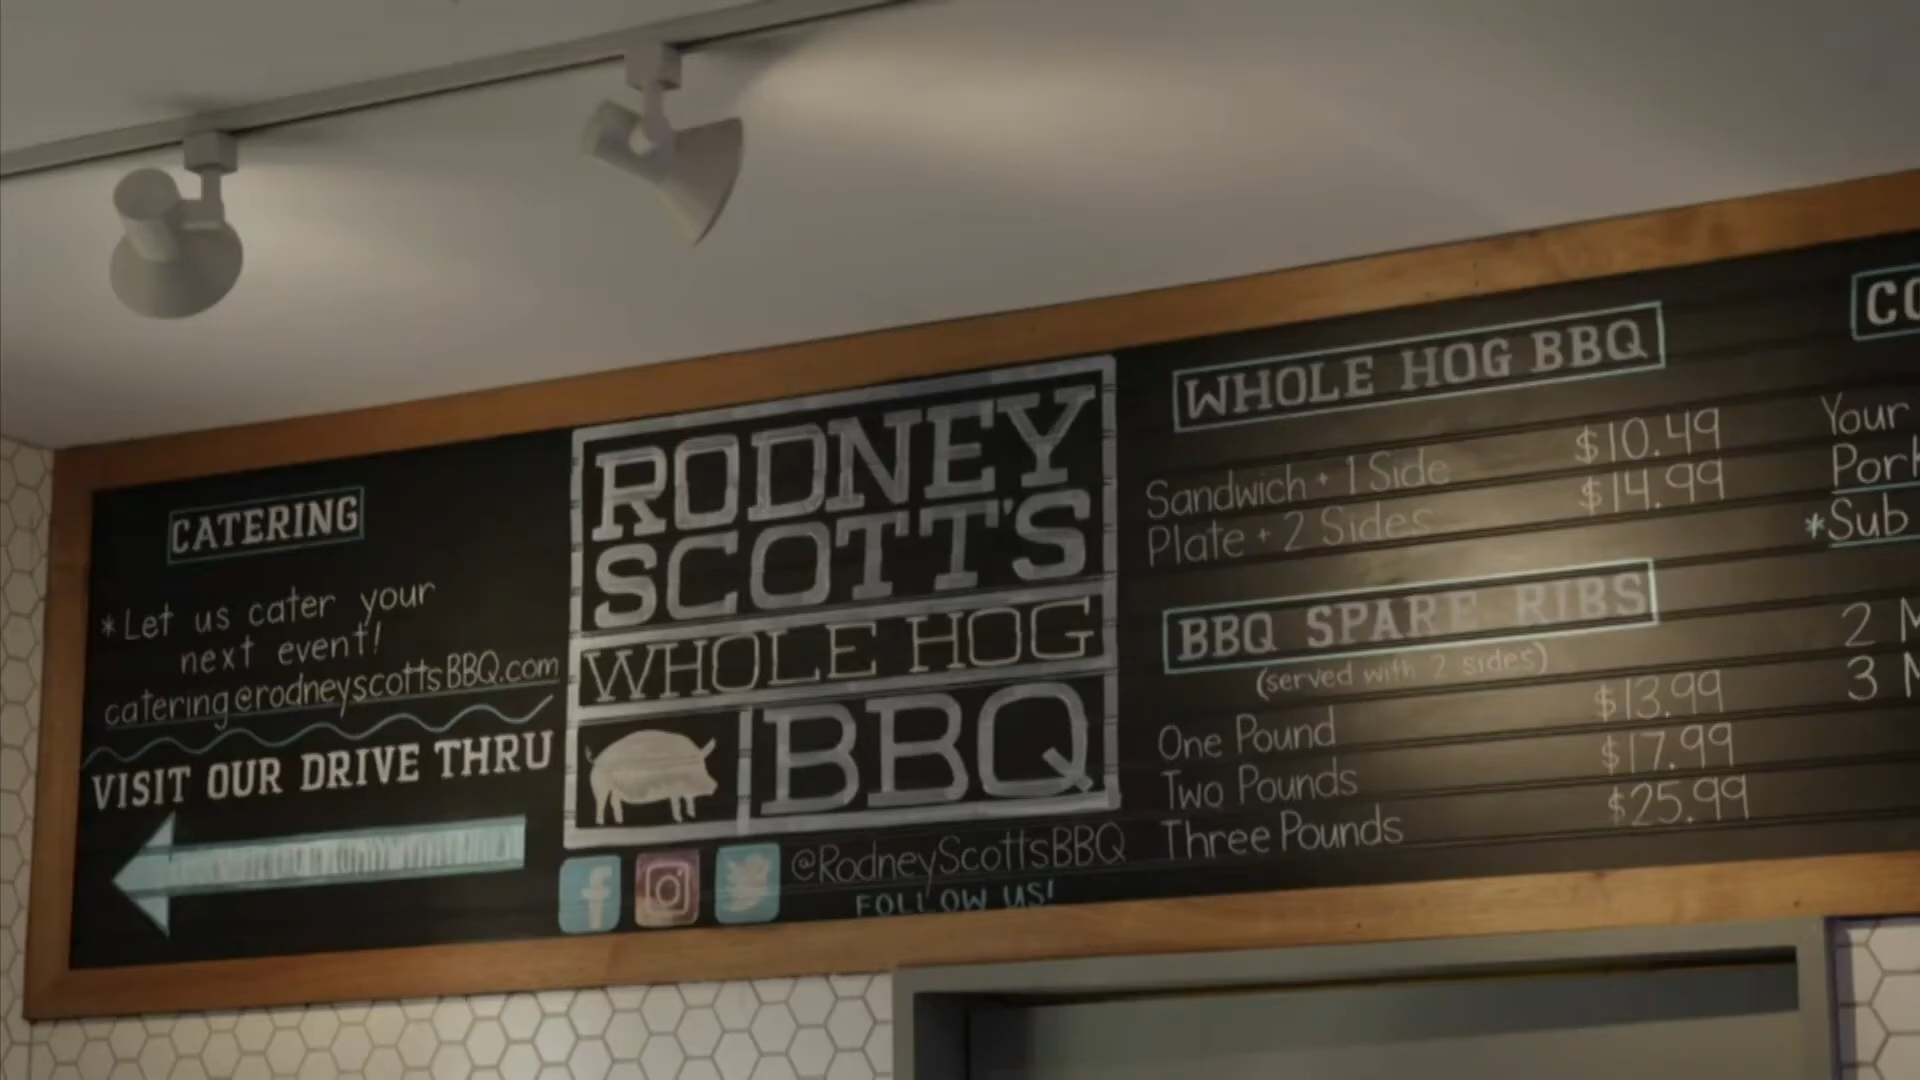 CATERING
*Let us cater your
next event!
catering@rodneyscottsBBQ.com
VISIT OUR DRIVE THRU
RODNEY
SCOTT'S
WHOLE HOG
BBQ
@RodneyScottsBBQ
FOLLOW US!
WHOLE HOG BBQ
Sandwich + 1 Side $10.49
Plate + 2 Sides $14.99
BBQ SPARE RIBS
(served with 2 sides)
One Pound $13.99
Two Pounds $17.99
Three Pounds $25.99
CO
Your
Pork
*Sub
2 M
3 M